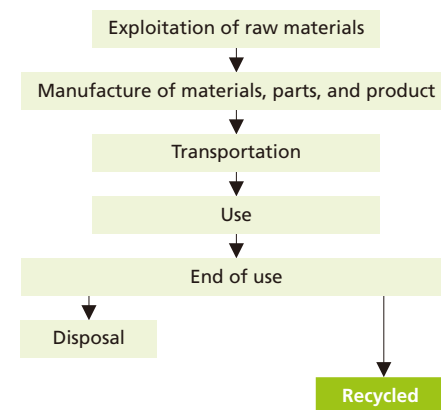 Exploitation of raw materials
Manufacture of materials, parts, and product
Transportation
Use
End of use
Disposal
Recycled